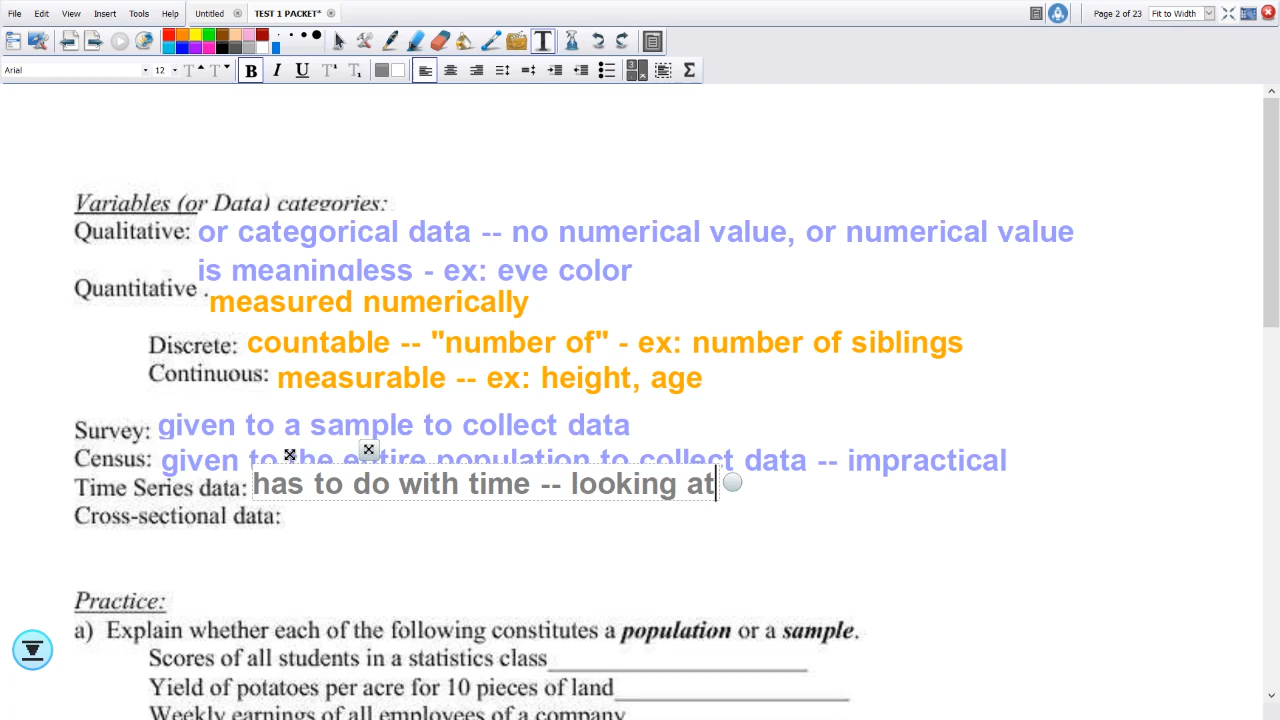 File Edit View Insert Tools Help Untitled TEST 1 PACKET* Page 2 of 23 Fit to Width
Arial 12 B I U T¹ T₁ Σ
Variables (or Data) categories:
Qualitative: or categorical data -- no numerical value, or numerical value
is meaningless - ex: eye color
Quantitative . measured numerically
Discrete: countable -- "number of" - ex: number of siblings
Continuous: measurable -- ex: height, age
Survey: given to a sample to collect data
Census: given to the entire population to collect data -- impractical
Time Series data: has to do with time -- looking at
Cross-sectional data:
Practice:
a) Explain whether each of the following constitutes a population or a sample.
Scores of all students in a statistics class
Yield of potatoes per acre for 10 pieces of land
Weekly earnings of all employees of a company